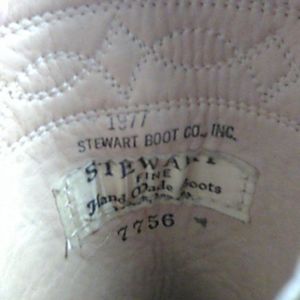 1977
STEWART BOOT CO., INC.
STEWART
FINE
Hand Made Boots
7756